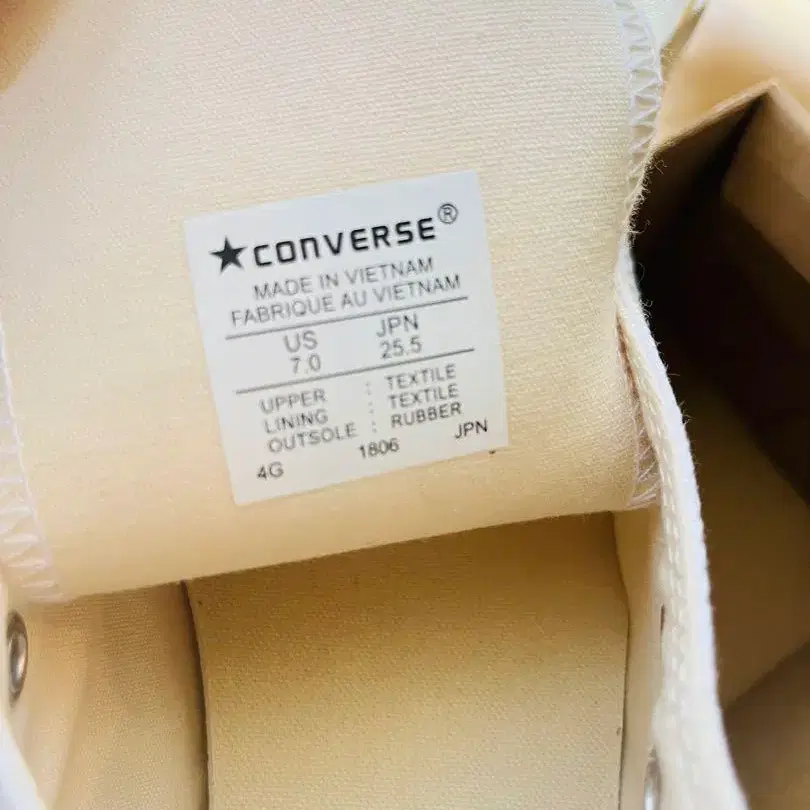 ★CONVERSE®
MADE IN VIETNAM
FABRIQUE AU VIETNAM
US JPN
7.0 25.5
UPPER : TEXTILE
LINING : TEXTILE
OUTSOLE : RUBBER
4G 1806 JPN